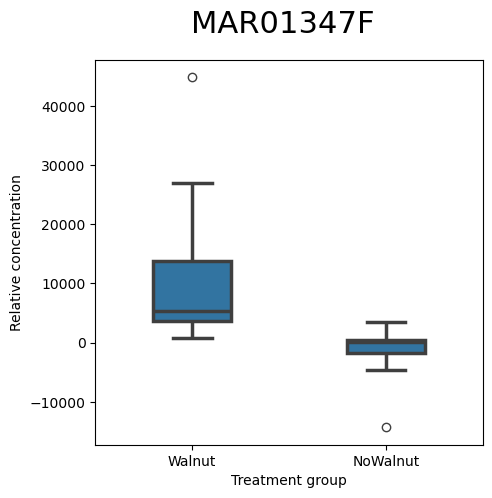 MAR01347F
40000
30000
20000
10000
0
−10000
Relative concentration
Walnut
NoWalnut
Treatment group